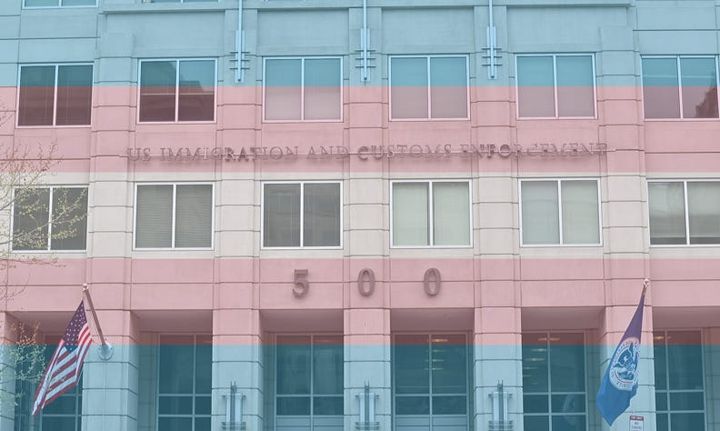 US IMMIGRATION AND CUSTOMS ENFORCEMENT
500